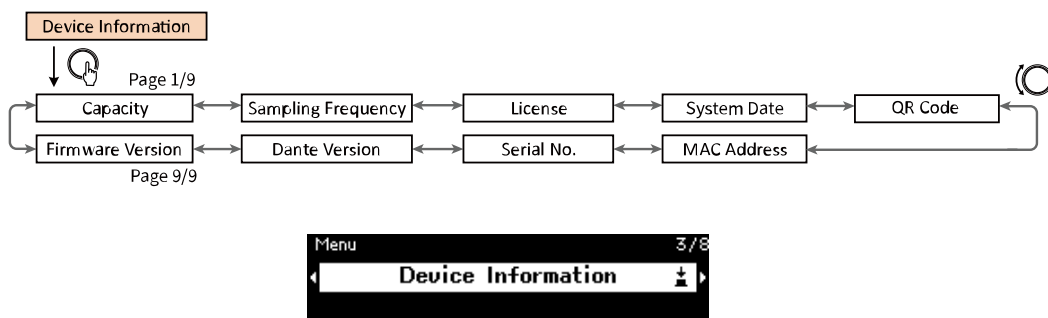 Device Information
Page 1/9
Capacity Sampling Frequency License System Date QR Code
Firmware Version Dante Version Serial No. MAC Address
Page 9/9
Menu 3/8
Device Information